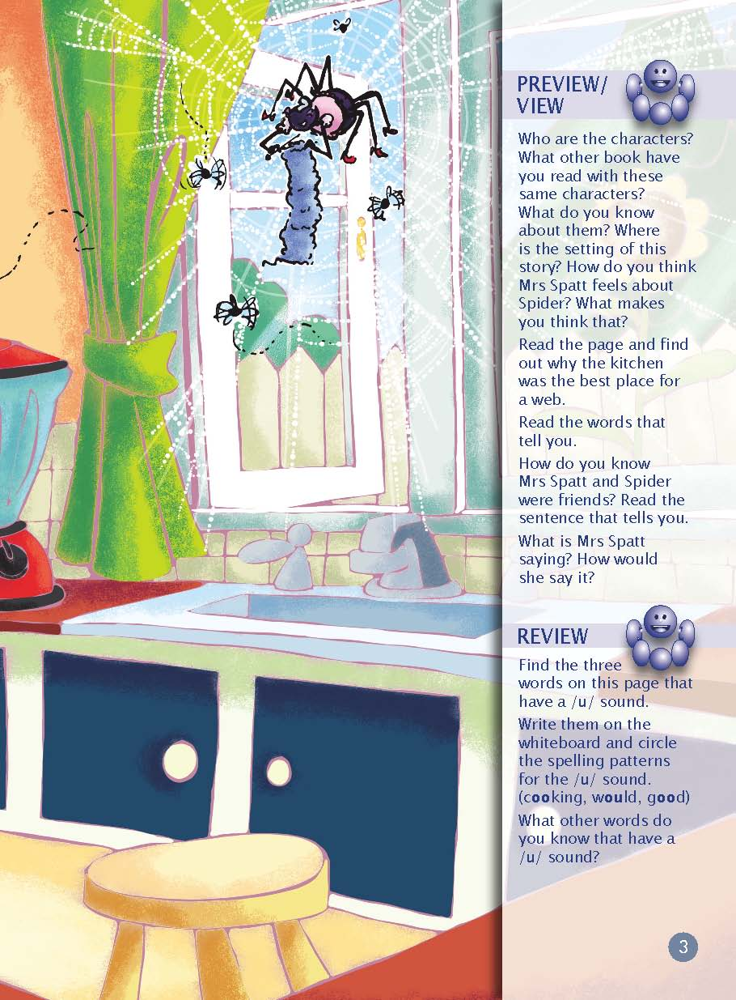 PREVIEW/
VIEW
Who are the characters?
What other book have
you read with these
same characters?
What do you know
about them? Where
is the setting of this
story? How do you think
Mrs Spatt feels about
Spider? What makes
you think that?
Read the page and find
out why the kitchen
was the best place for
a web.
Read the words that
tell you.
How do you know
Mrs Spatt and Spider
were friends? Read the
sentence that tells you.
What is Mrs Spatt
saying? How would
she say it?
REVIEW
Find the three
words on this page that
have a /u/ sound.
Write them on the
whiteboard and circle
the spelling patterns
for the /u/ sound.
(cooking, would, good)
What other words do
you know that have a
/u/ sound?
3